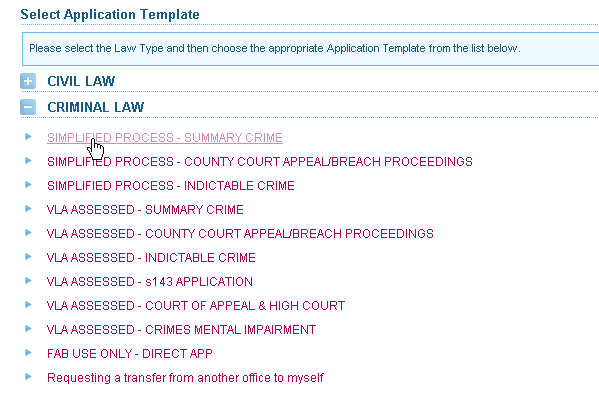 Select Application Template
Please select the Law Type and then choose the appropriate Application Template from the list below.
CIVIL LAW
CRIMINAL LAW
SIMPLIFIED PROCESS - SUMMARY CRIME
SIMPLIFIED PROCESS - COUNTY COURT APPEAL/BREACH PROCEEDINGS
SIMPLIFIED PROCESS - INDICTABLE CRIME
VLA ASSESSED - SUMMARY CRIME
VLA ASSESSED - COUNTY COURT APPEAL/BREACH PROCEEDINGS
VLA ASSESSED - INDICTABLE CRIME
VLA ASSESSED - s143 APPLICATION
VLA ASSESSED - COURT OF APPEAL & HIGH COURT
VLA ASSESSED - CRIMES MENTAL IMPAIRMENT
FAB USE ONLY - DIRECT APP
Requesting a transfer from another office to myself